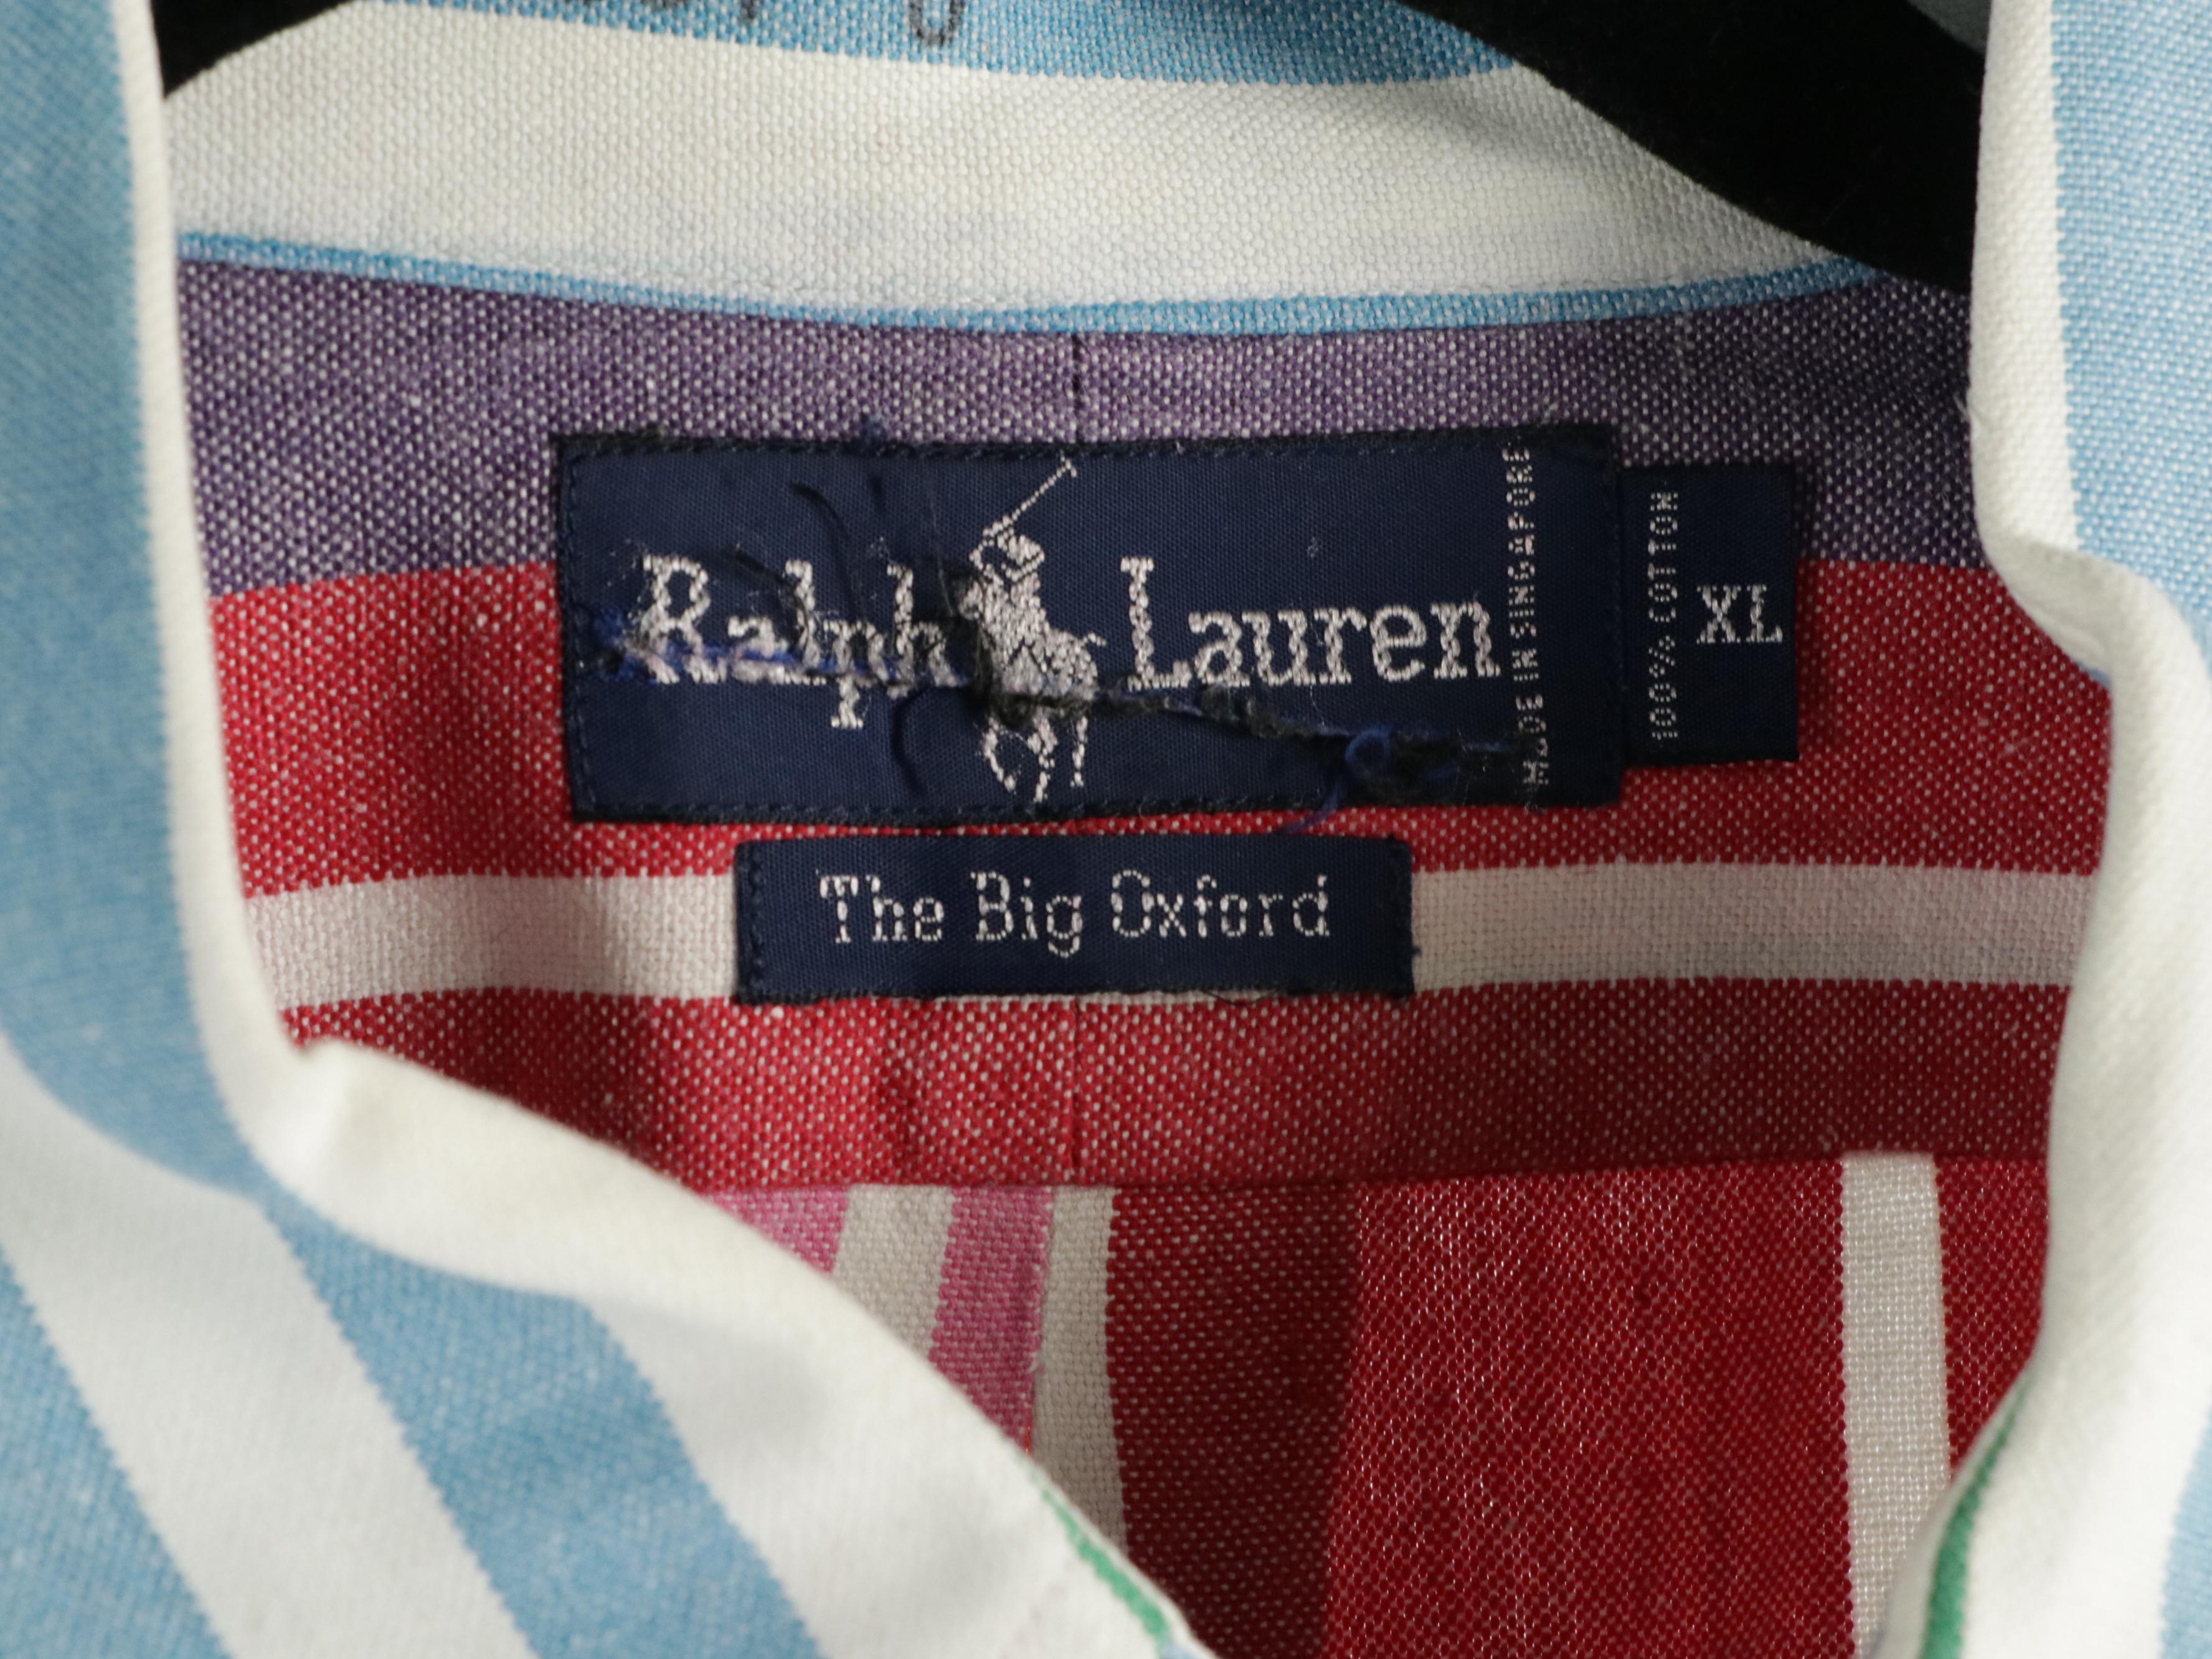 Ralph Lauren
MADE IN SINGAPORE
100% COTTON
XL
The Big Oxford